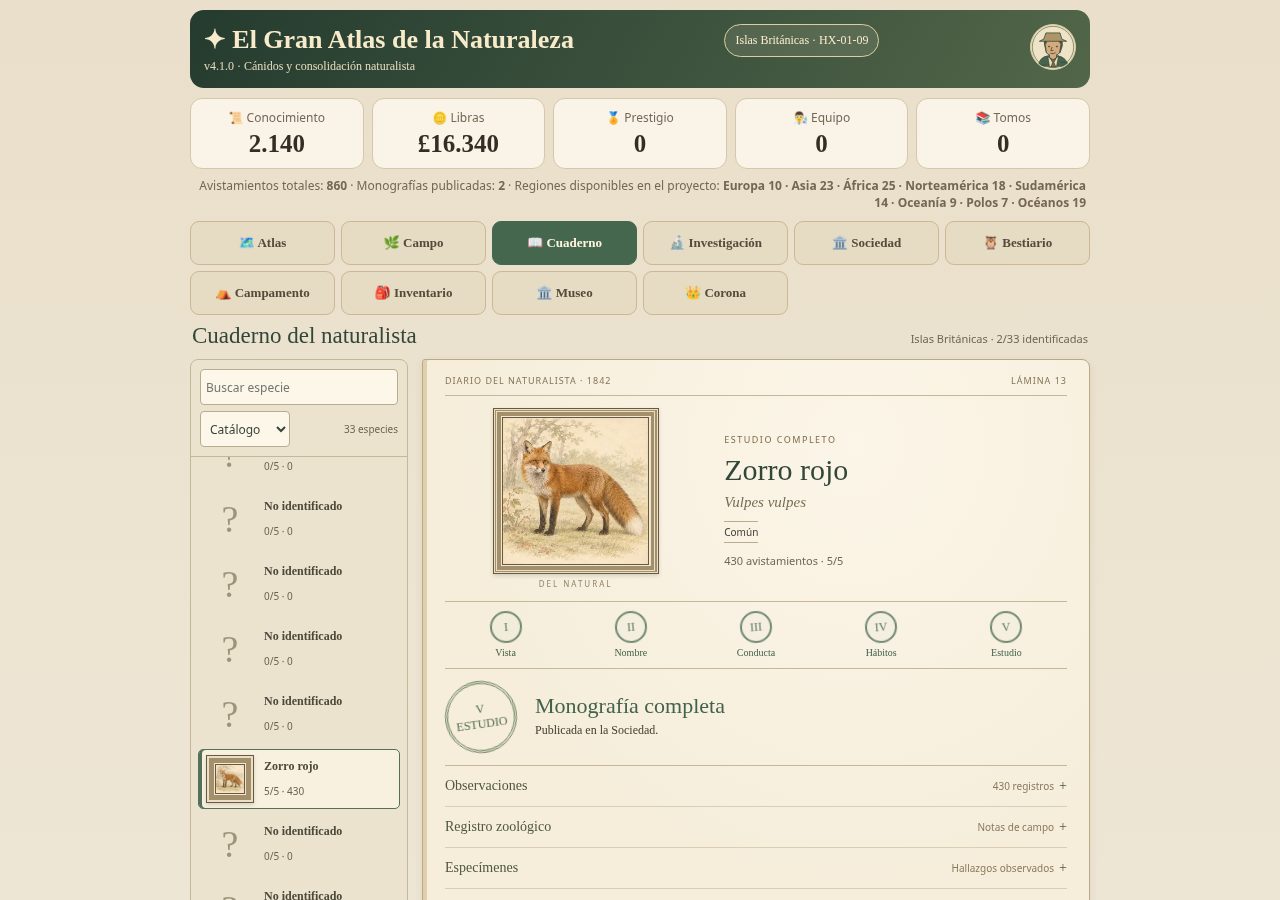 ✦ El Gran Atlas de la Naturaleza
v4.1.0 · Cánidos y consolidación naturalista
Islas Británicas · HX-01-09
📜 Conocimiento
2.140
🪙 Libras
£16.340
🏅 Prestigio
0
👨‍🔬 Equipo
0
📚 Tomos
0
Avistamientos totales: 860 · Monografías publicadas: 2 · Regiones disponibles en el proyecto: Europa 10 · Asia 23 · África 25 · Norteamérica 18 · Sudamérica
14 · Oceanía 9 · Polos 7 · Océanos 19
🗺️ Atlas
🌿 Campo
📖 Cuaderno
🔬 Investigación
🏛️ Sociedad
🦉 Bestiario
⛺ Campamento
🎒 Inventario
🏛️ Museo
👑 Corona
Cuaderno del naturalista
Islas Británicas · 2/33 identificadas
Buscar especie
Catálogo
33 especies
?
0/5 · 0
?
No identificado
0/5 · 0
?
No identificado
0/5 · 0
?
No identificado
0/5 · 0
?
No identificado
0/5 · 0
Zorro rojo
5/5 · 430
?
No identificado
0/5 · 0
?
No identificado
DIARIO DEL NATURALISTA · 1842
LÁMINA 13
DEL NATURAL
ESTUDIO COMPLETO
Zorro rojo
Vulpes vulpes
Común
430 avistamientos · 5/5
I
Vista
II
Nombre
III
Conducta
IV
Hábitos
V
Estudio
V
ESTUDIO
Monografía completa
Publicada en la Sociedad.
Observaciones
430 registros +
Registro zoológico
Notas de campo +
Especímenes
Hallazgos observados +